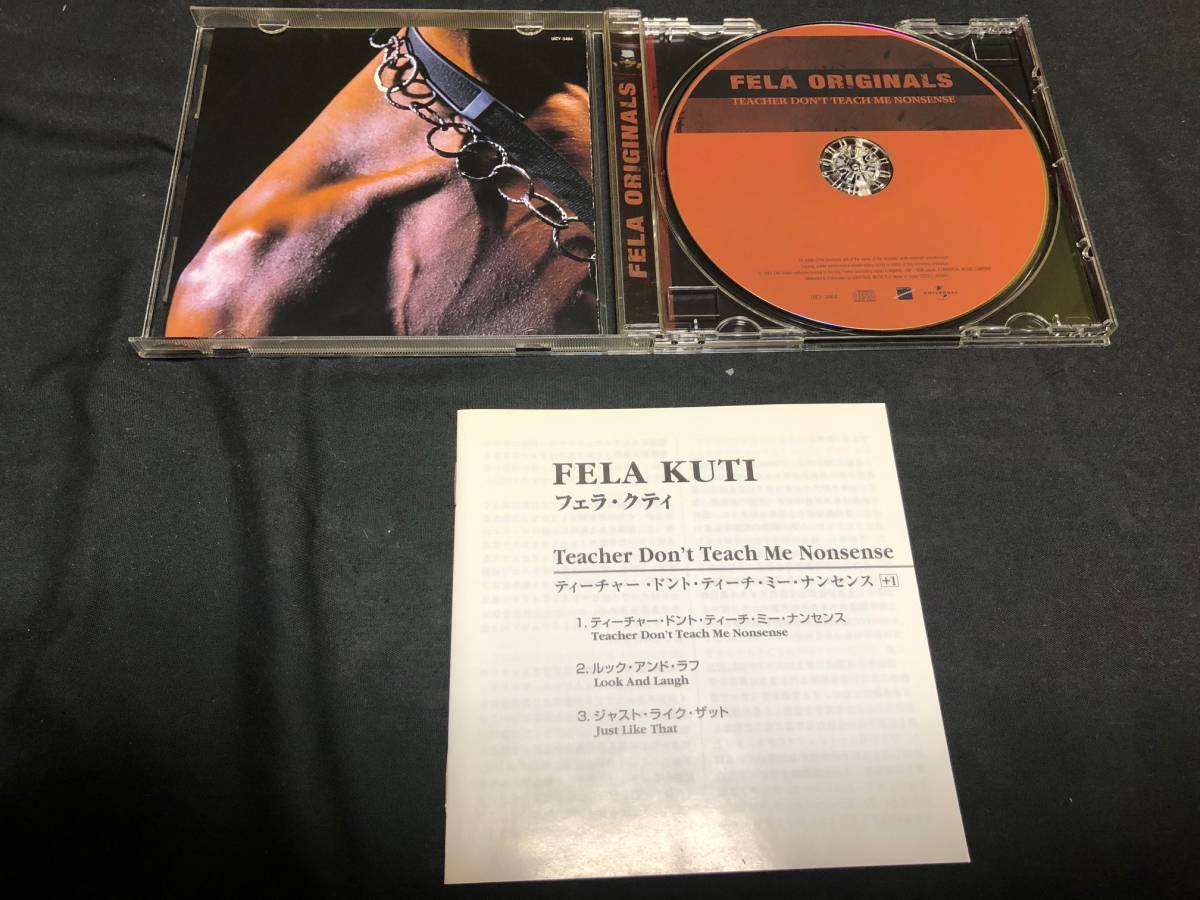 UICY-3464
FELA ORIGINALS
FELA ORIGINALS
TEACHER DON'T TEACH ME NONSENSE
UNIVERSAL
FELA KUTI
フェラ・クティ
Teacher Don't Teach Me Nonsense
ティーチャー・ドント・ティーチ・ミー・ナンセンス +1
1. ティーチャー・ドント・ティーチ・ミー・ナンセンス
Teacher Don't Teach Me Nonsense
2. ルック・アンド・ラフ
Look And Laugh
3. ジャスト・ライク・ザット
Just Like That